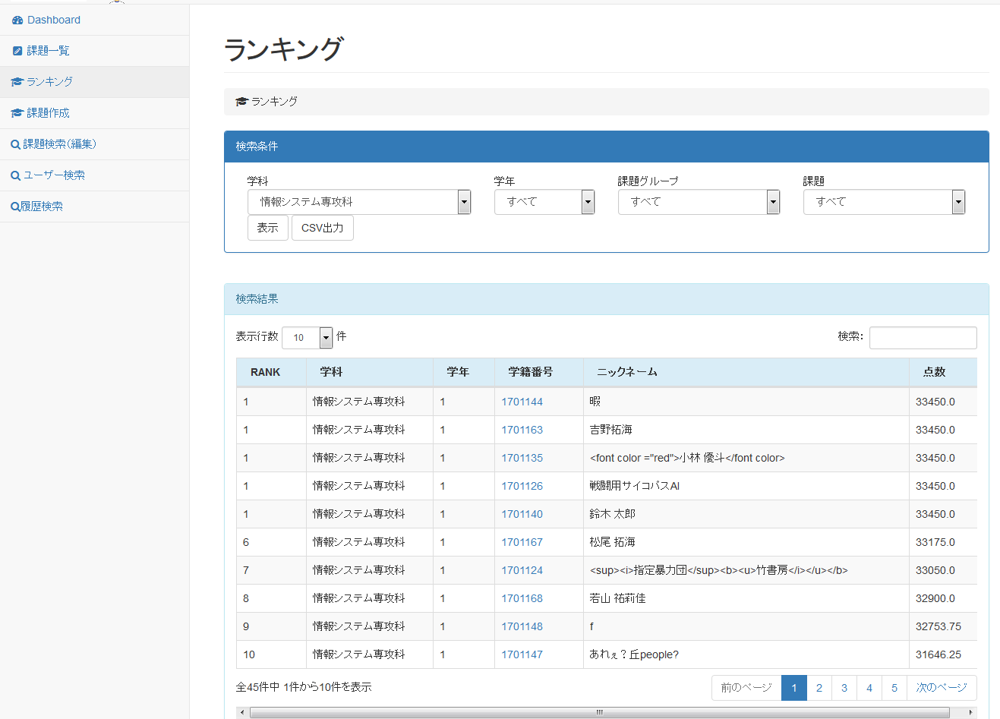 Dashboard
課題一覧
ランキング
課題作成
課題検索(編集)
ユーザー検索
履歴検索
ランキング
ランキング
検索条件
学科 学年 課題グループ 課題
情報システム専攻科 すべて すべて すべて
表示 CSV出力
検索結果
表示行数 10 件 検索:
RANK 学科 学年 学籍番号 ニックネーム 点数
1 情報システム専攻科 1 1701144 暇 33450.0
1 情報システム専攻科 1 1701163 吉野拓海 33450.0
1 情報システム専攻科 1 1701135 <font color ="red">小林 優斗</font color> 33450.0
1 情報システム専攻科 1 1701126 戦闘用サイコパスAI 33450.0
1 情報システム専攻科 1 1701140 鈴木 太郎 33450.0
6 情報システム専攻科 1 1701167 松尾 拓海 33175.0
7 情報システム専攻科 1 1701124 <sup><i>指定暴力団</sup><b><u>竹書房</i></u></b> 33050.0
8 情報システム専攻科 1 1701168 若山 祐莉佳 32900.0
9 情報システム専攻科 1 1701148 f 32753.75
10 情報システム専攻科 1 1701147 あれぇ？丘people? 31646.25
全45件中 1件から10件を表示 前のページ 1 2 3 4 5 次のページ